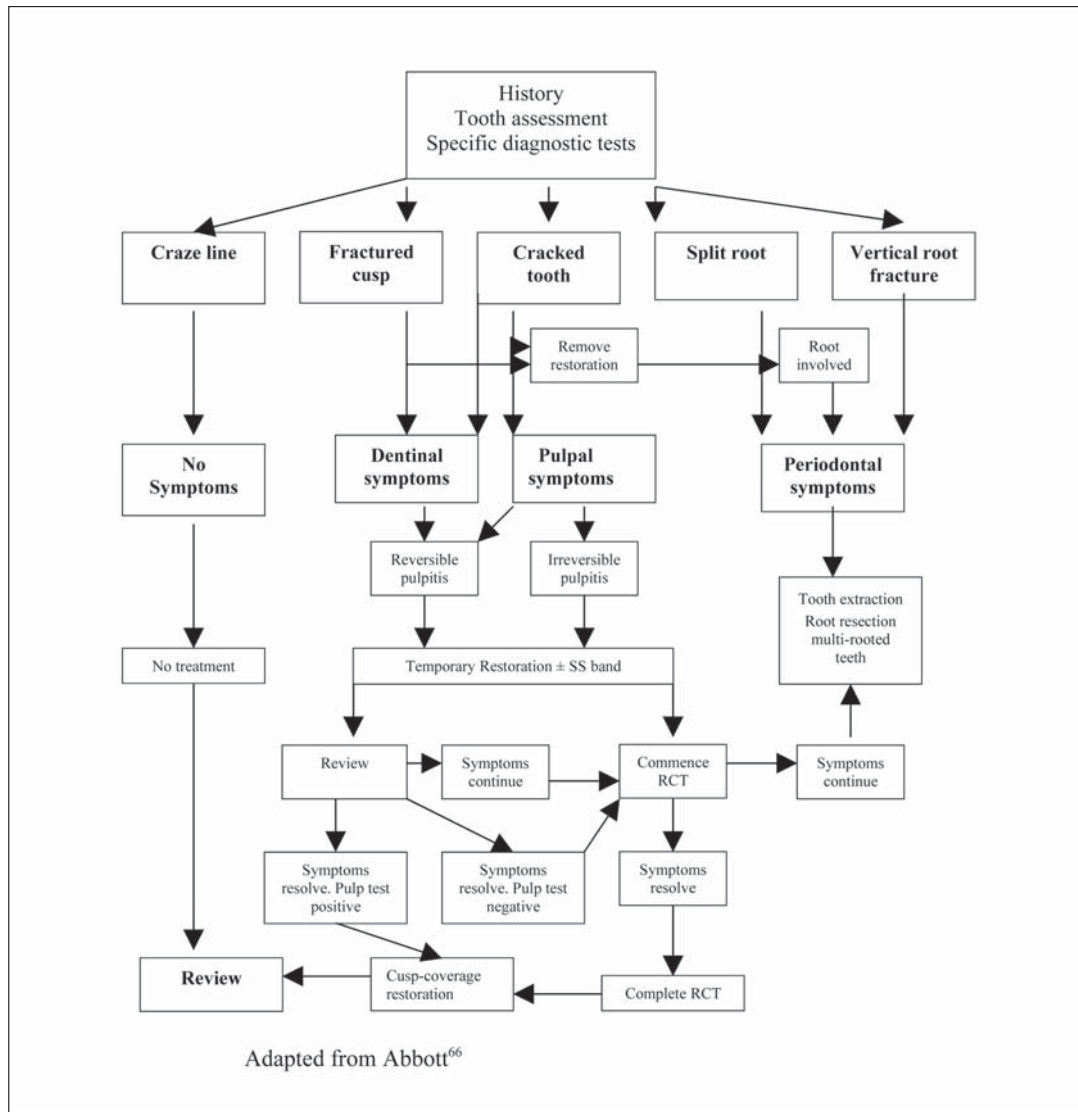 History
Tooth assessment
Specific diagnostic tests
Craze line
Fractured
cusp
Cracked
tooth
Split root
Vertical root
fracture
Remove
restoration
Root
involved
No
Symptoms
Dentinal
symptoms
Pulpal
symptoms
Periodontal
symptoms
Reversible
pulpitis
Irreversible
pulpitis
Tooth extraction
Root resection
multi-rooted
teeth
No treatment
Temporary Restoration ± SS band
Review
Symptoms
continue
Commence
RCT
Symptoms
continue
Symptoms
resolve. Pulp test
positive
Symptoms
resolve. Pulp test
negative
Symptoms
resolve
Review
Cusp-coverage
restoration
Complete RCT
Adapted from Abbott⁶⁶